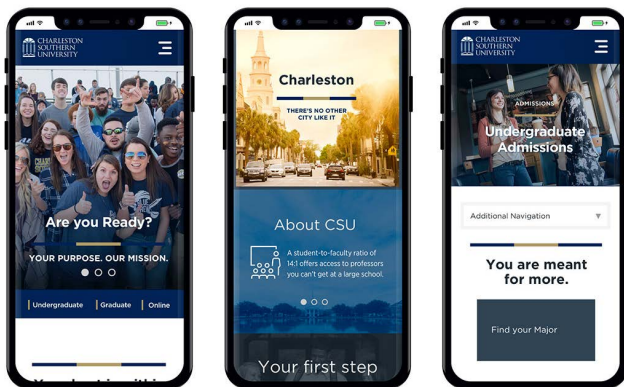 CHARLESTON
SOUTHERN
UNIVERSITY
Are you Ready?
YOUR PURPOSE. OUR MISSION.
Undergraduate
Graduate
Online
Charleston
THERE'S NO OTHER
CITY LIKE IT
About CSU
A student-to-faculty ratio of
14:1 offers access to professors
you can't get at a large school.
Your first step
CHARLESTON
SOUTHERN
UNIVERSITY
ADMISSIONS
Undergraduate
Admissions
Additional Navigation
You are meant
for more.
Find your Major